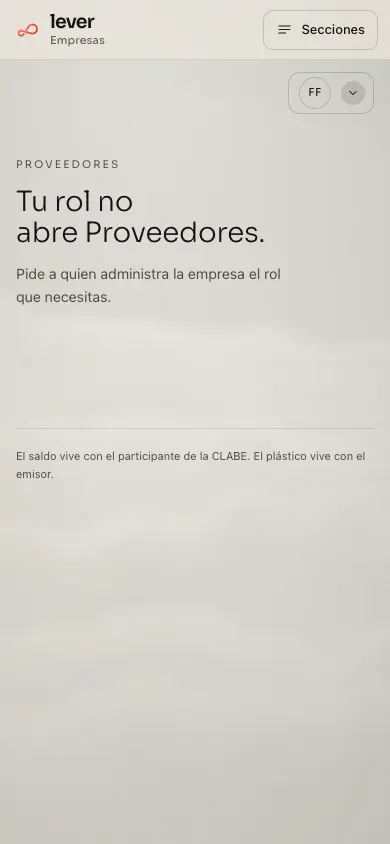 lever
Empresas
Secciones
FF
PROVEEDORES
Tu rol no
abre Proveedores.
Pide a quien administra la empresa el rol
que necesitas.
El saldo vive con el participante de la CLABE. El plástico vive con el
emisor.